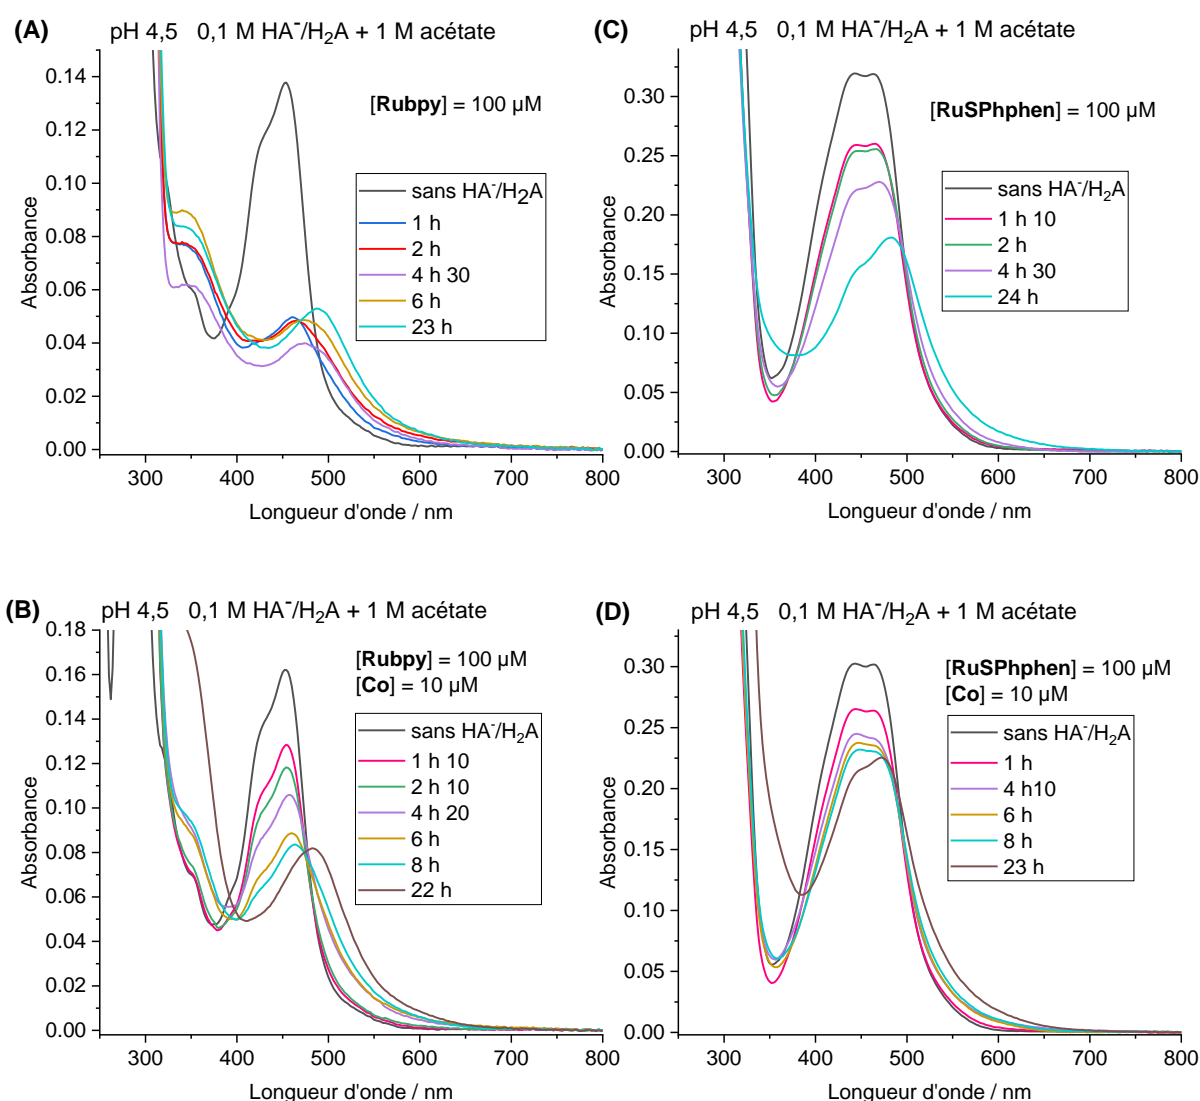 (A)
pH 4,5 0,1 M HA⁻/H₂A + 1 M acétate
[Rubpy] = 100 µM
sans HA⁻/H₂A
1 h
2 h
4 h 30
6 h
23 h
0.14
0.12
0.10
0.08
0.06
0.04
0.02
0.00
Absorbance
300 400 500 600 700 800
Longueur d'onde / nm
(C)
pH 4,5 0,1 M HA⁻/H₂A + 1 M acétate
[RuSPhphen] = 100 µM
sans HA⁻/H₂A
1 h 10
2 h
4 h 30
24 h
0.30
0.25
0.20
0.15
0.10
0.05
0.00
Absorbance
300 400 500 600 700 800
Longueur d'onde / nm
(B)
pH 4,5 0,1 M HA⁻/H₂A + 1 M acétate
[Rubpy] = 100 µM
[Co] = 10 µM
sans HA⁻/H₂A
1 h 10
2 h 10
4 h 20
6 h
8 h
22 h
0.18
0.16
0.14
0.12
0.10
0.08
0.06
0.04
0.02
0.00
Absorbance
300 400 500 600 700 800
Longueur d'onde / nm
(D)
pH 4,5 0,1 M HA⁻/H₂A + 1 M acétate
[RuSPhphen] = 100 µM
[Co] = 10 µM
sans HA⁻/H₂A
1 h
4 h10
6 h
8 h
23 h
0.30
0.25
0.20
0.15
0.10
0.05
0.00
Absorbance
300 400 500 600 700 800
Longueur d'onde / nm